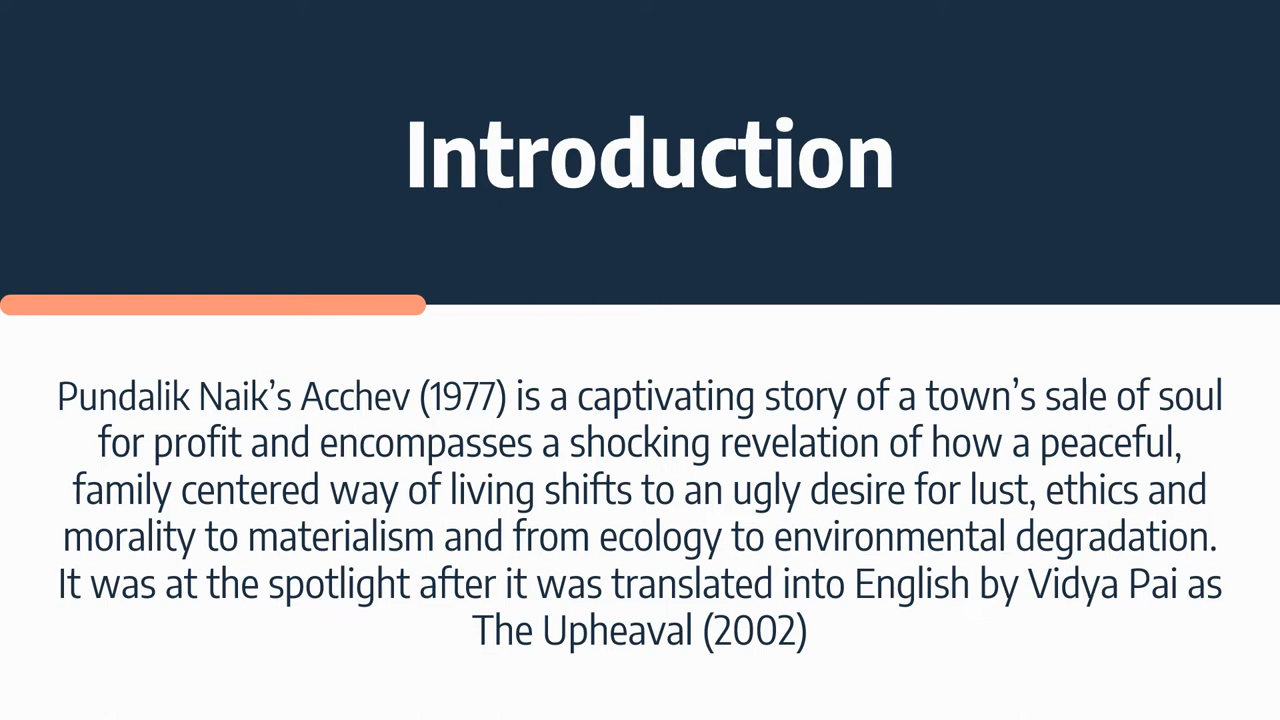 Introduction
Pundalik Naik’s Acchev (1977) is a captivating story of a town’s sale of soul
for profit and encompasses a shocking revelation of how a peaceful,
family centered way of living shifts to an ugly desire for lust, ethics and
morality to materialism and from ecology to environmental degradation.
It was at the spotlight after it was translated into English by Vidya Pai as
The Upheaval (2002)